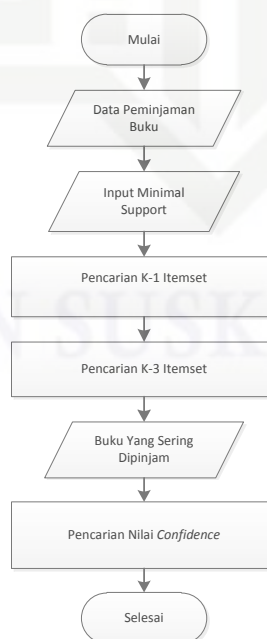 Mulai
Data Peminjaman
Buku
Input Minimal
Support
Pencarian K-1 Itemset
N SUSK
Pencarian K-3 Itemset
Buku Yang Sering
Dipinjam
Pencarian Nilai Confidence
Selesai